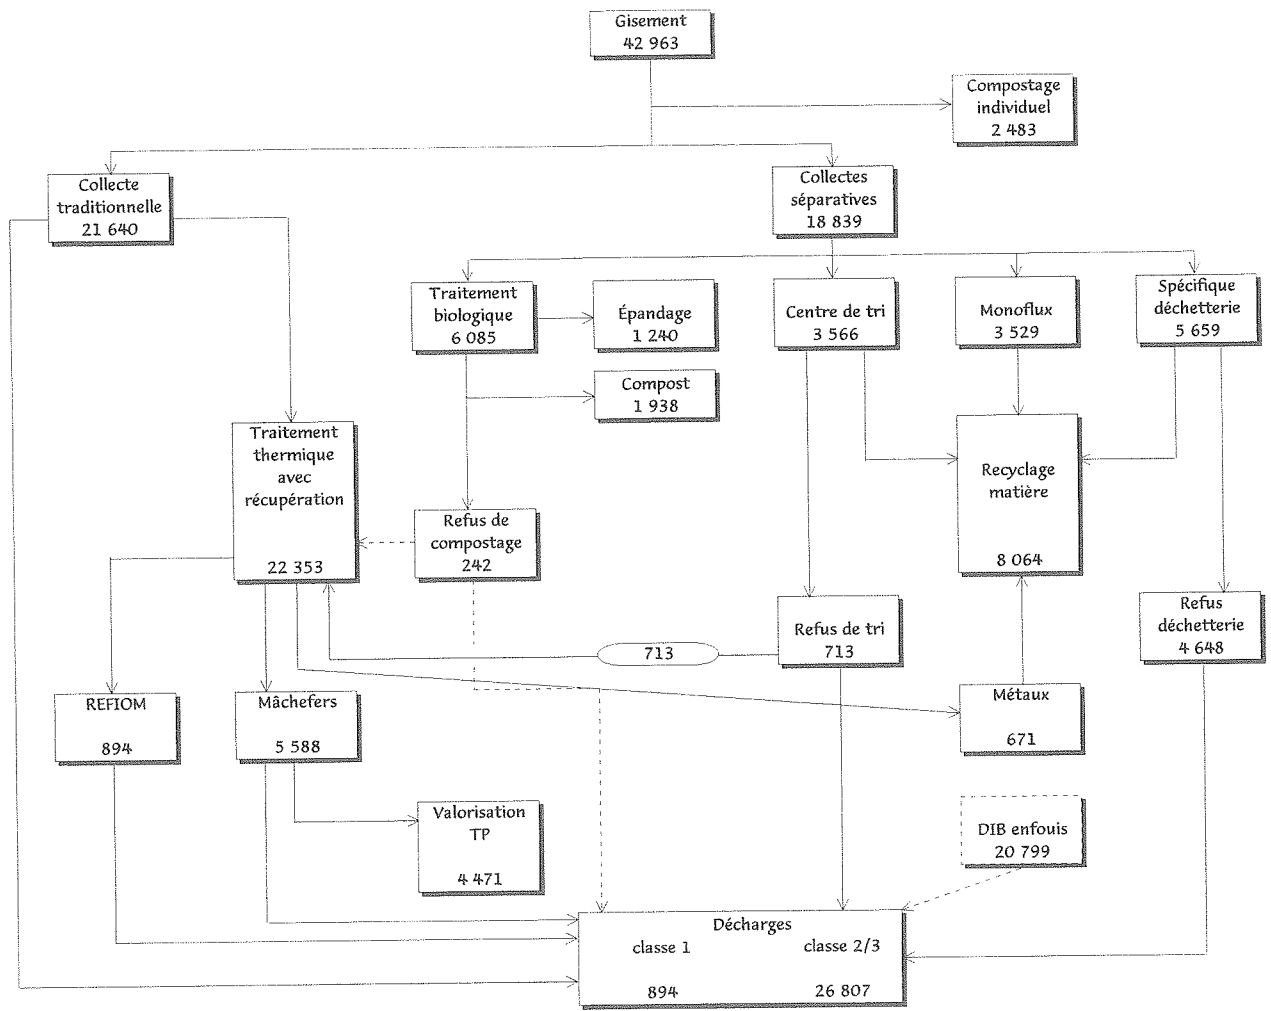 Gisement
42 963
Compostage
individuel
2 483
Collecte
traditionnelle
21 640
Collectes
séparatives
18 839
Traitement
biologique
6 085
Épandage
1 240
Centre de tri
3 566
Monoflux
3 529
Spécifique
déchetterie
5 659
Compost
1 938
Traitement
thermique
avec
récupération
22 353
Recyclage
matière
8 064
Refus de
compostage
242
Refus de tri
713
713
Refus
déchetterie
4 648
REFIOM
894
Mâchefers
5 588
Métaux
671
Valorisation
TP
4 471
DIB enfouis
20 799
Décharges
classe 1 classe 2/3
894 26 807